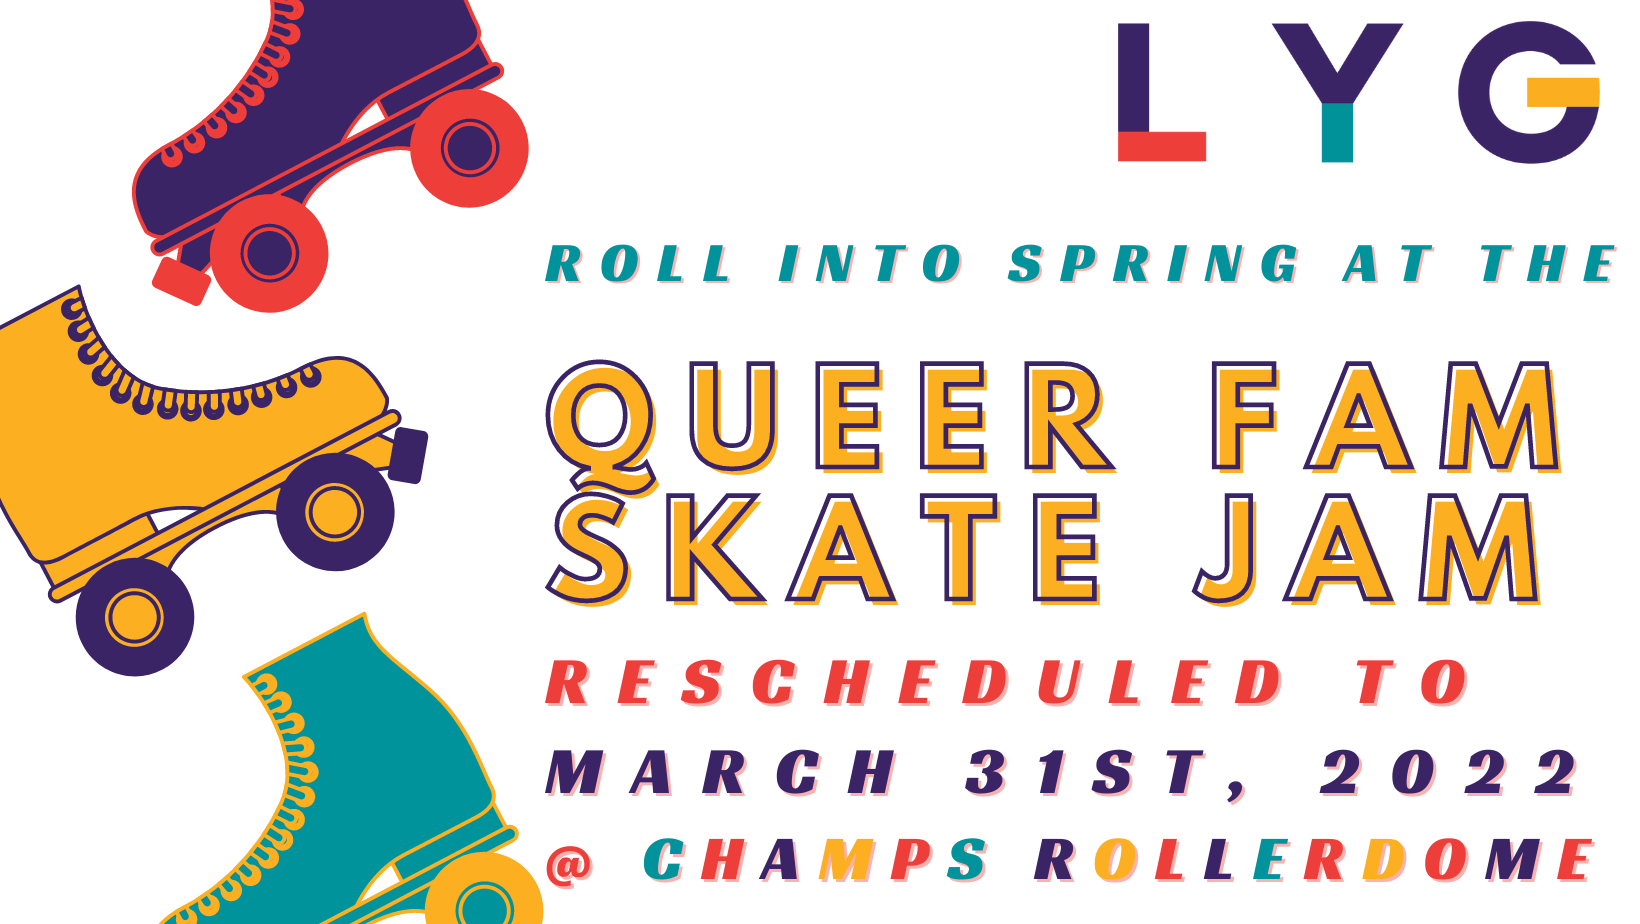 LYG
ROLL INTO SPRING AT THE
QUEER FAM
SKATE JAM
RESCHEDULED TO
MARCH 31ST, 2022
@ CHAMPS ROLLERDOME